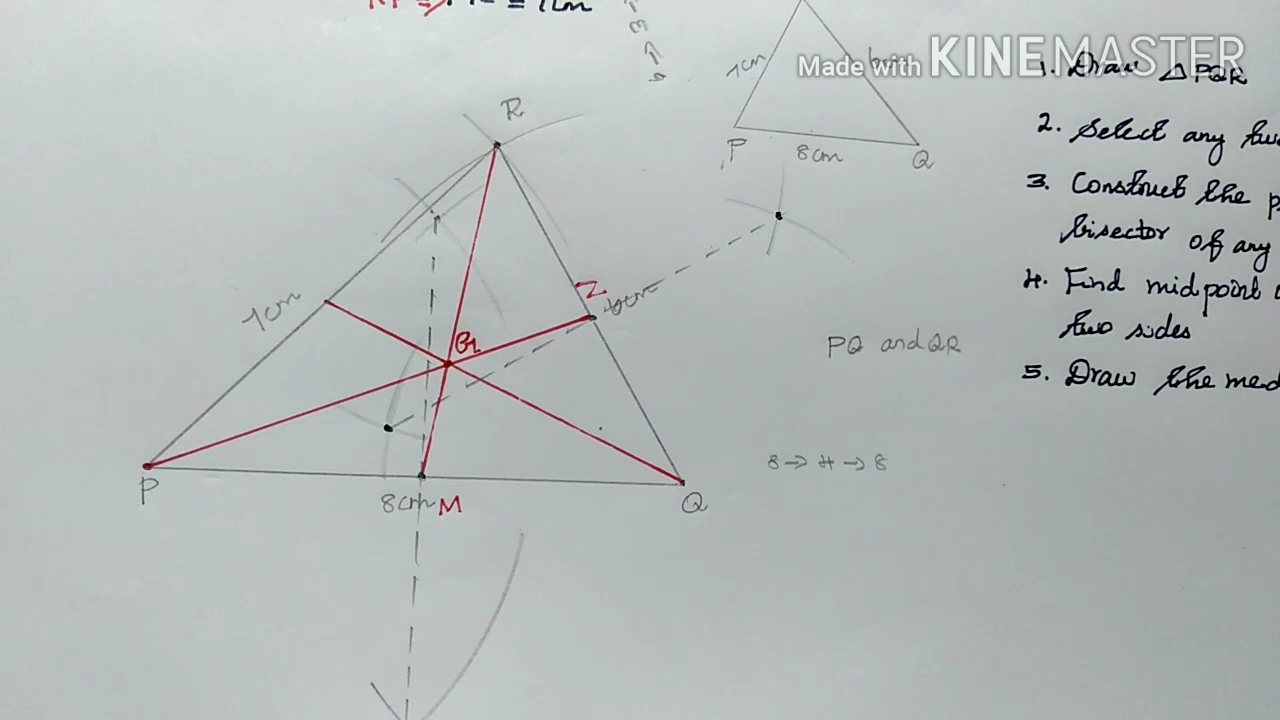 Made with KINEMASTER
7cm
P
8cm
Q
1. Draw △PQR
2. Select any two
3. Construct the
bisector of any
4. Find midpoint
two sides
5. Draw the med
R
7cm
G
P
8cm M
Q
PQ and QR
8 → 4 → 8